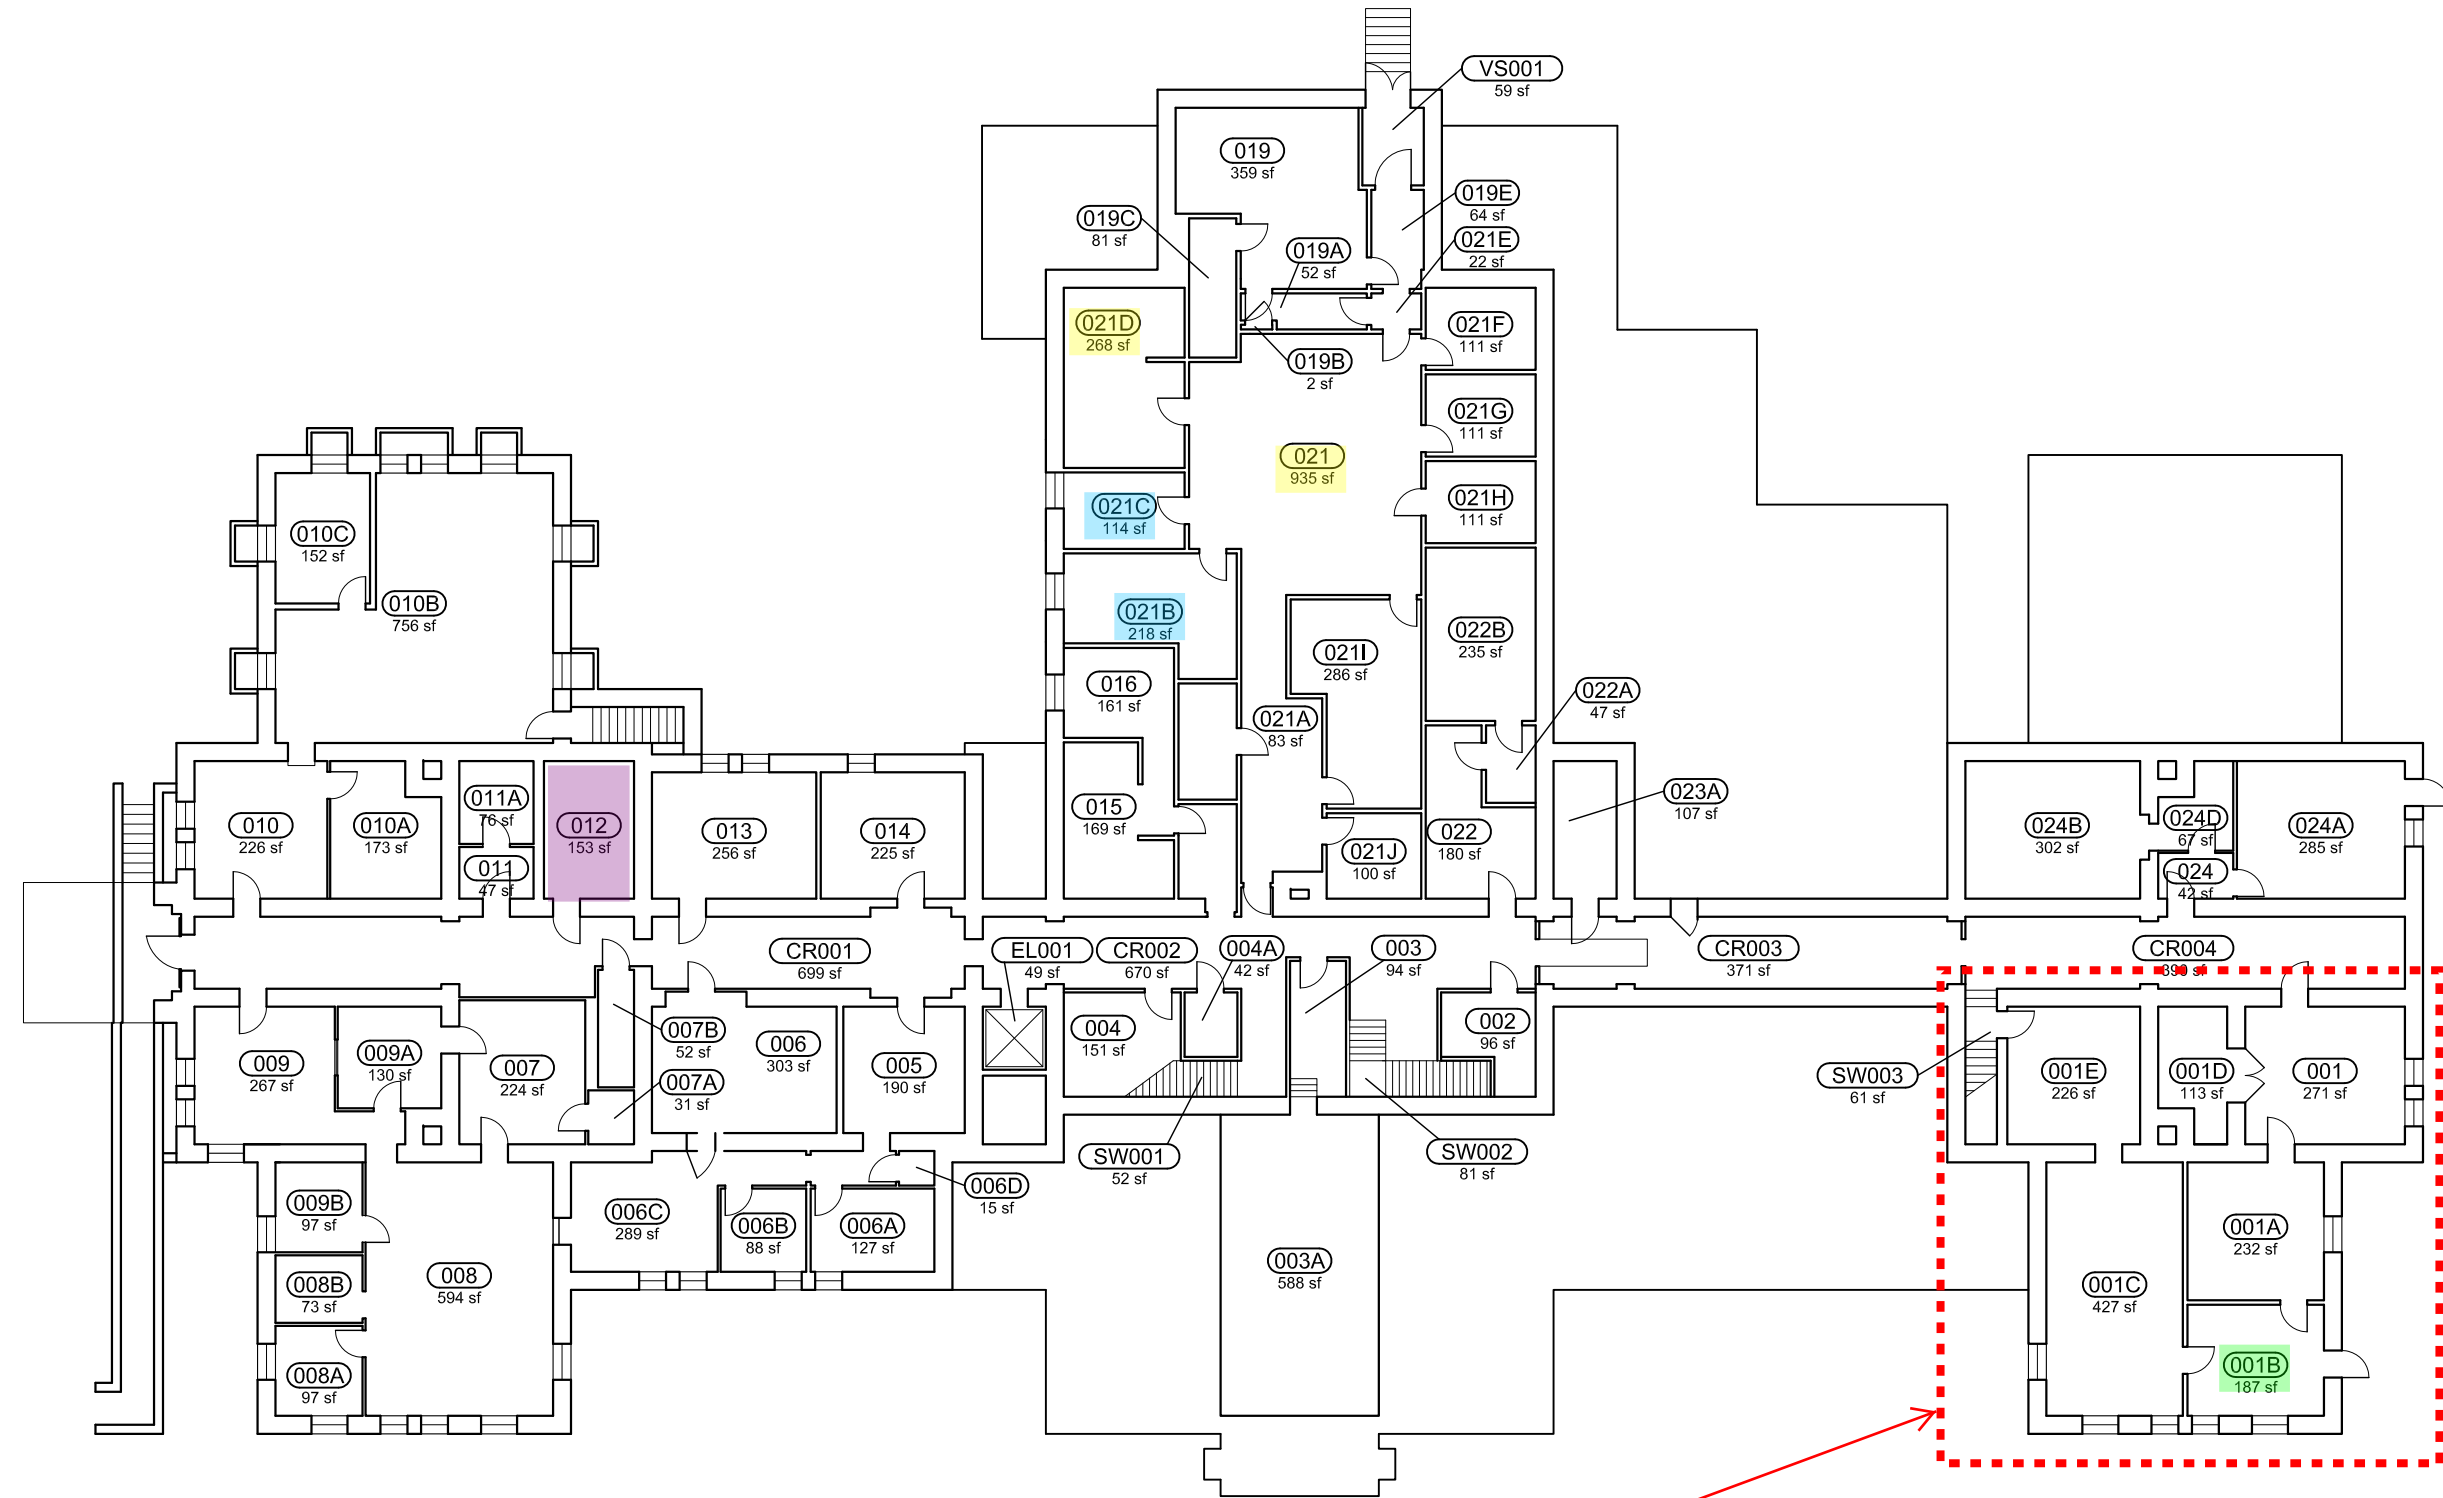 VS001
59 sf
019
359 sf
019E
64 sf
019C
81 sf
021E
22 sf
019A
52 sf
021D
268 sf
021F
111 sf
019B
2 sf
021G
111 sf
021
935 sf
021C
114 sf
021H
111 sf
010C
152 sf
010B
756 sf
021B
218 sf
022B
235 sf
021I
286 sf
016
161 sf
022A
47 sf
021A
83 sf
023A
107 sf
011A
76 sf
015
169 sf
010
226 sf
010A
173 sf
012
153 sf
013
256 sf
014
225 sf
022
180 sf
021J
100 sf
024B
302 sf
024D
67 sf
024A
285 sf
011
47 sf
024
42 sf
CR001
699 sf
EL001
49 sf
CR002
670 sf
004A
42 sf
003
94 sf
CR003
371 sf
CR004
390 sf
007B
52 sf
004
151 sf
002
96 sf
006
303 sf
009
267 sf
009A
130 sf
007
224 sf
005
190 sf
007A
31 sf
SW003
61 sf
001E
226 sf
001D
113 sf
001
271 sf
SW001
52 sf
SW002
81 sf
006D
15 sf
009B
97 sf
006C
289 sf
006B
88 sf
006A
127 sf
001A
232 sf
003A
588 sf
008B
73 sf
008
594 sf
001C
427 sf
008A
97 sf
001B
187 sf